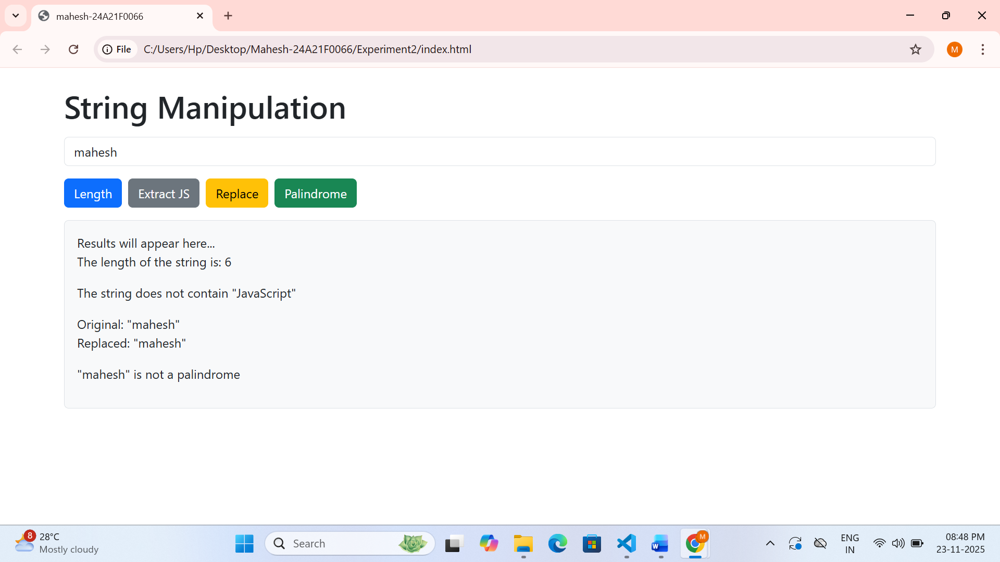 mahesh-24A21F0066
File
C:/Users/Hp/Desktop/Mahesh-24A21F0066/Experiment2/index.html
M
String Manipulation
mahesh
Length
Extract JS
Replace
Palindrome
Results will appear here...
The length of the string is: 6
The string does not contain "JavaScript"
Original: "mahesh"
Replaced: "mahesh"
"mahesh" is not a palindrome
8
28°C
Mostly cloudy
Search
W
M
ENG
IN
08:48 PM
23-11-2025